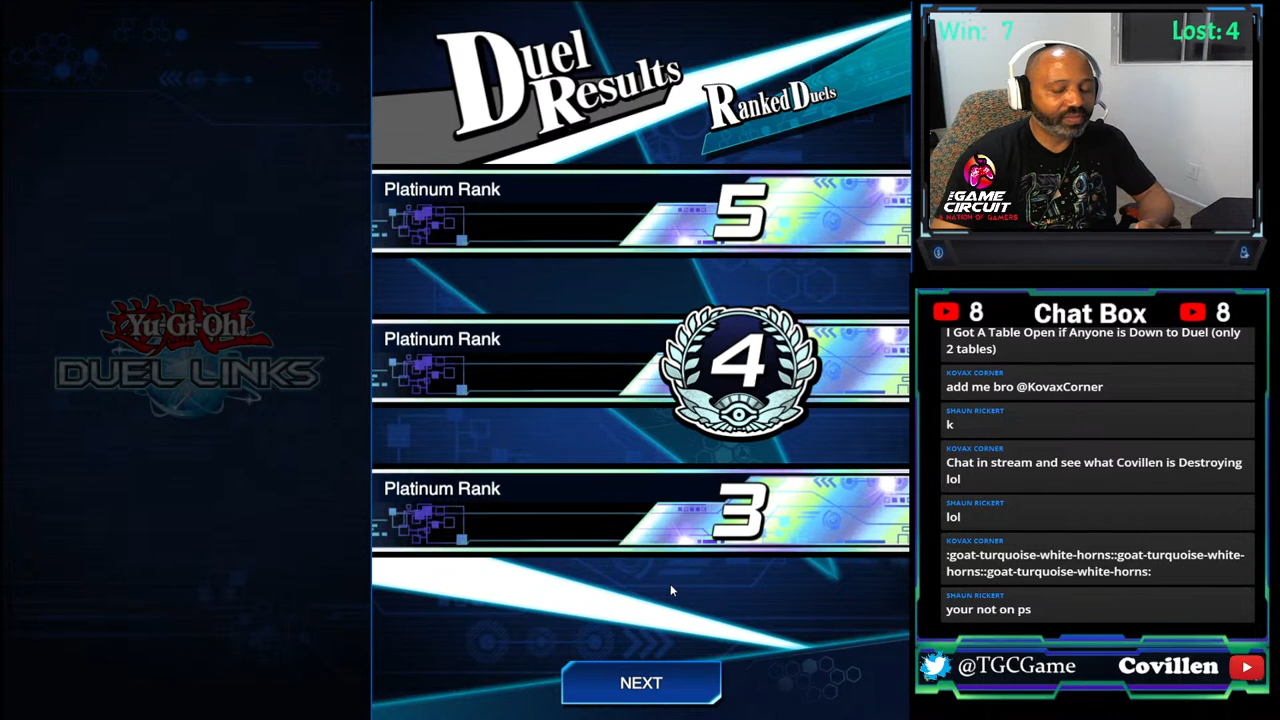 Duel
Results
Ranked Duels
Platinum Rank
5
Platinum Rank
4
Platinum Rank
3
NEXT
Yu-Gi-Oh!
DUEL LINKS
Win: 7
Lost: 4
THE
GAME
CIRCUIT
A NATION OF GAMERS
8
Chat Box
8
I Got A Table Open if Anyone is Down to Duel (only
2 tables)
KOVAX CORNER
add me bro @KovaxCorner
SHAUN RICKERT
k
KOVAX CORNER
Chat in stream and see what Covillen is Destroying
lol
SHAUN RICKERT
lol
KOVAX CORNER
:goat-turquoise-white-horns::goat-turquoise-white-
horns::goat-turquoise-white-horns:
SHAUN RICKERT
your not on ps
@TGCGame
Covillen